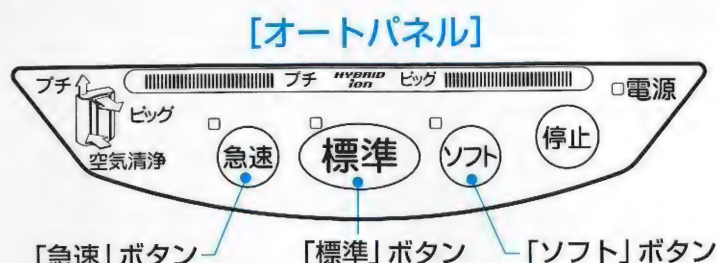 [オートパネル]
プチ
プチ HYBRID ion ビッグ
電源
ビッグ
空気清浄
急速
標準
ソフト
停止
「急速」ボタン
「標準」ボタン
「ソフト」ボタン